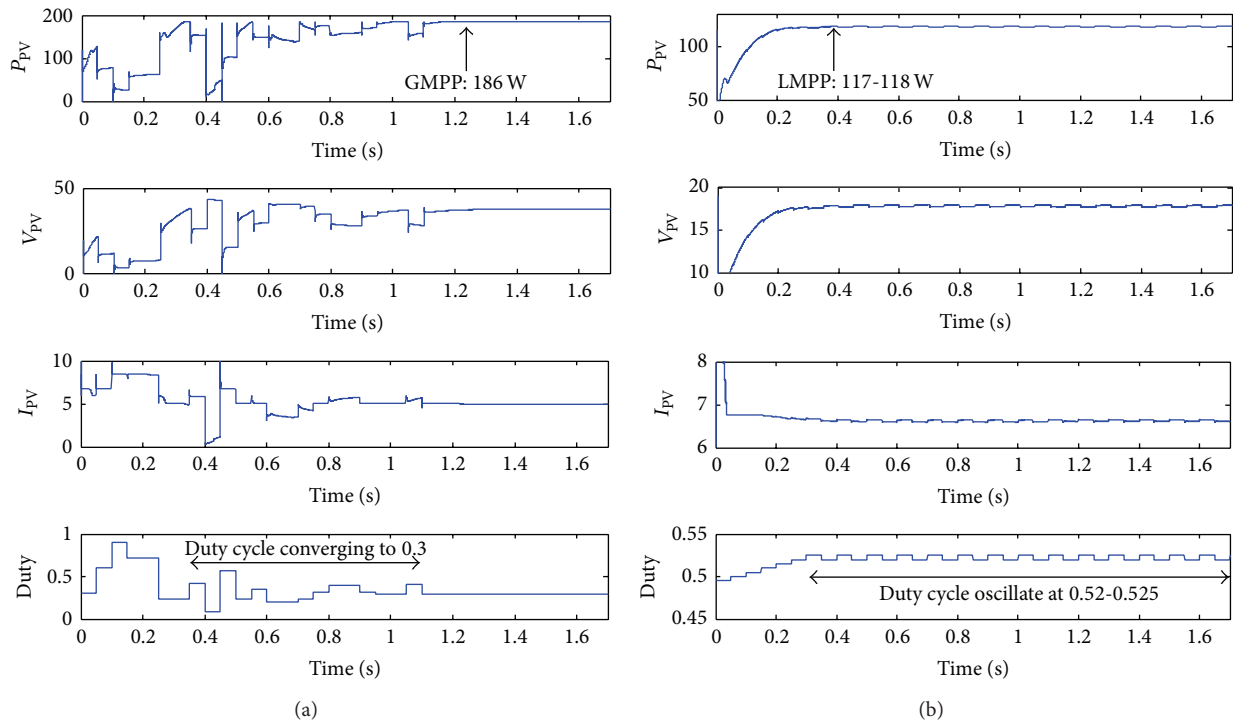 200
100
0
P_PV
GMPP: 186 W
0 0.2 0.4 0.6 0.8 1 1.2 1.4 1.6
Time (s)
50
0
V_PV
0 0.2 0.4 0.6 0.8 1 1.2 1.4 1.6
Time (s)
10
5
0
I_PV
0 0.2 0.4 0.6 0.8 1 1.2 1.4 1.6
Time (s)
1
0.5
0
Duty
Duty cycle converging to 0.3
0 0.2 0.4 0.6 0.8 1 1.2 1.4 1.6
Time (s)
(a)
100
50
P_PV
LMPP: 117-118 W
0 0.2 0.4 0.6 0.8 1 1.2 1.4 1.6
Time (s)
20
15
10
V_PV
0 0.2 0.4 0.6 0.8 1 1.2 1.4 1.6
Time (s)
8
7
6
I_PV
0 0.2 0.4 0.6 0.8 1 1.2 1.4 1.6
Time (s)
0.55
0.5
0.45
Duty
Duty cycle oscillate at 0.52-0.525
0 0.2 0.4 0.6 0.8 1 1.2 1.4 1.6
Time (s)
(b)